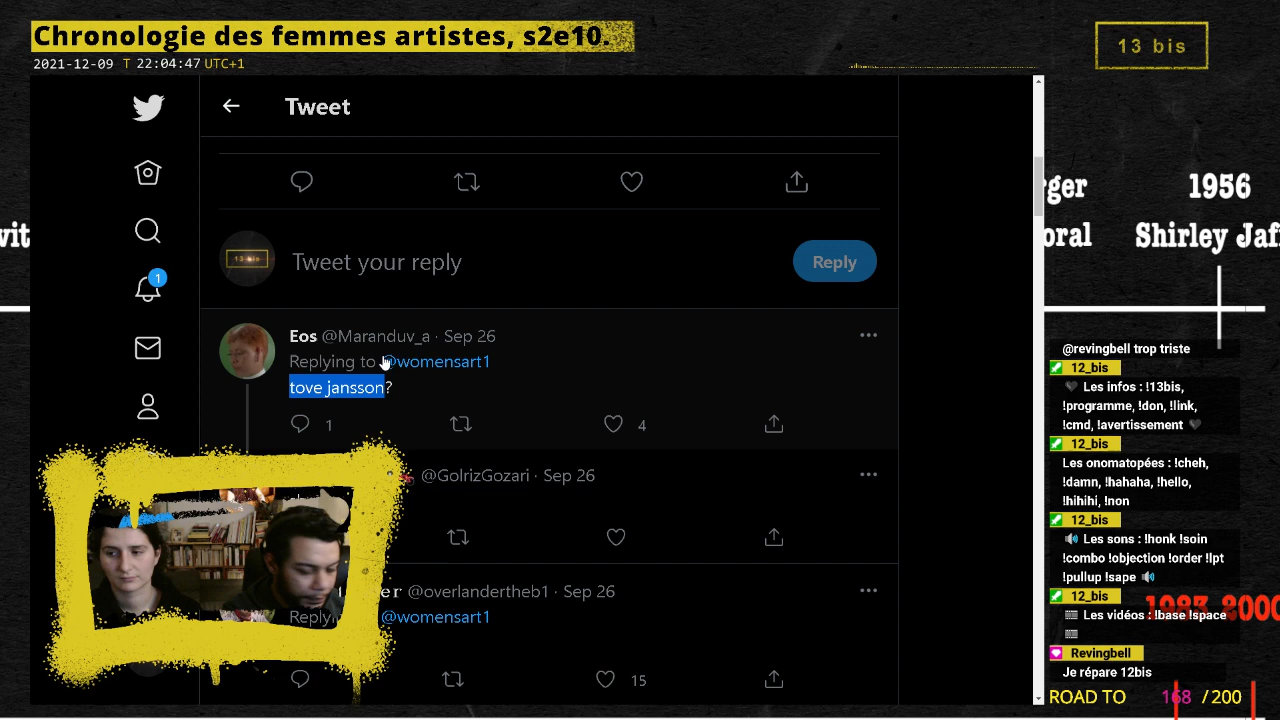 Chronologie des femmes artistes, s2e10.
2021-12-09 T 22:04:47 UTC+1
13 bis
Tweet
13 bis
Tweet your reply
Reply
1
Eos @Maranduv_a · Sep 26
Replying to @womensart1
tove jansson?
1
4
@GolrizGozari · Sep 26
er @overlandertheb1 · Sep 26
@womensart1
15
1956
Shirley Jaf
@revingbell trop triste
12_bis
🖤 Les infos : !13bis,
!programme, !don, !link,
!cmd, !avertissement 🖤
12_bis
Les onomatopées : !cheh,
!damn, !hahaha, !hello,
!hihihi, !non
12_bis
🔊 Les sons : !honk !soin
!combo !objection !order !lpt
!pullup !sape 🔊
12_bis
🎞 Les vidéos : !base !space
🎞
Revingbell
Je répare 12bis
ROAD TO 168 / 200